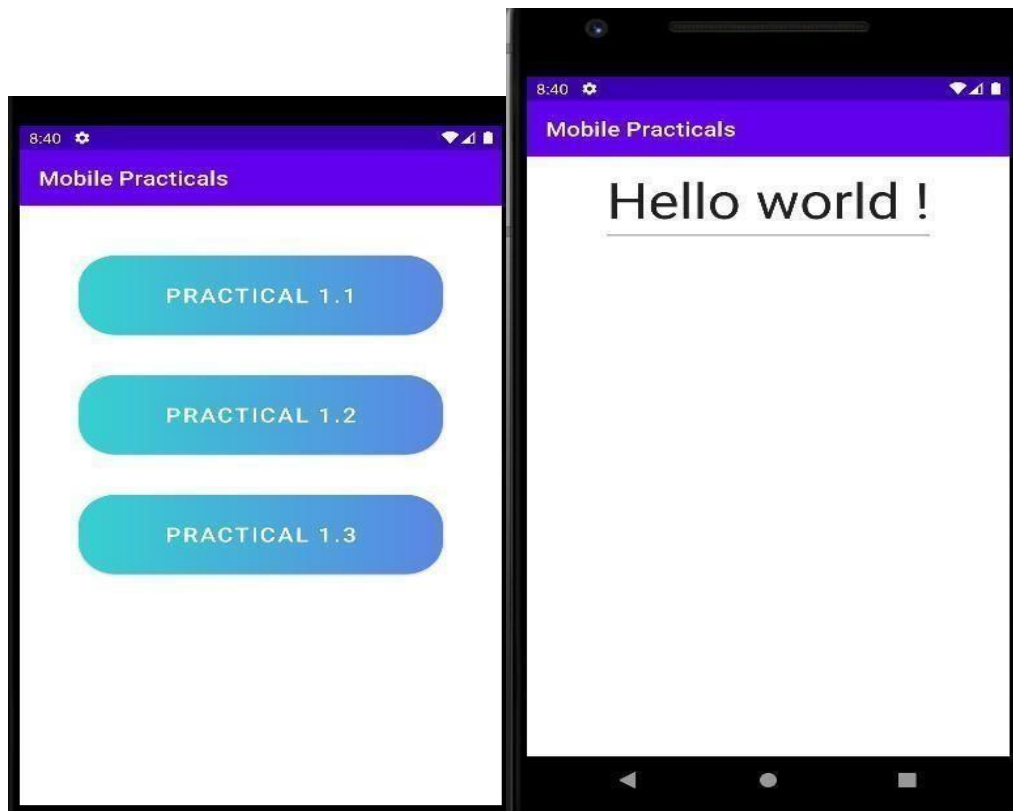 8:40
Mobile Practicals
PRACTICAL 1.1
PRACTICAL 1.2
PRACTICAL 1.3
8:40
Mobile Practicals
Hello world !